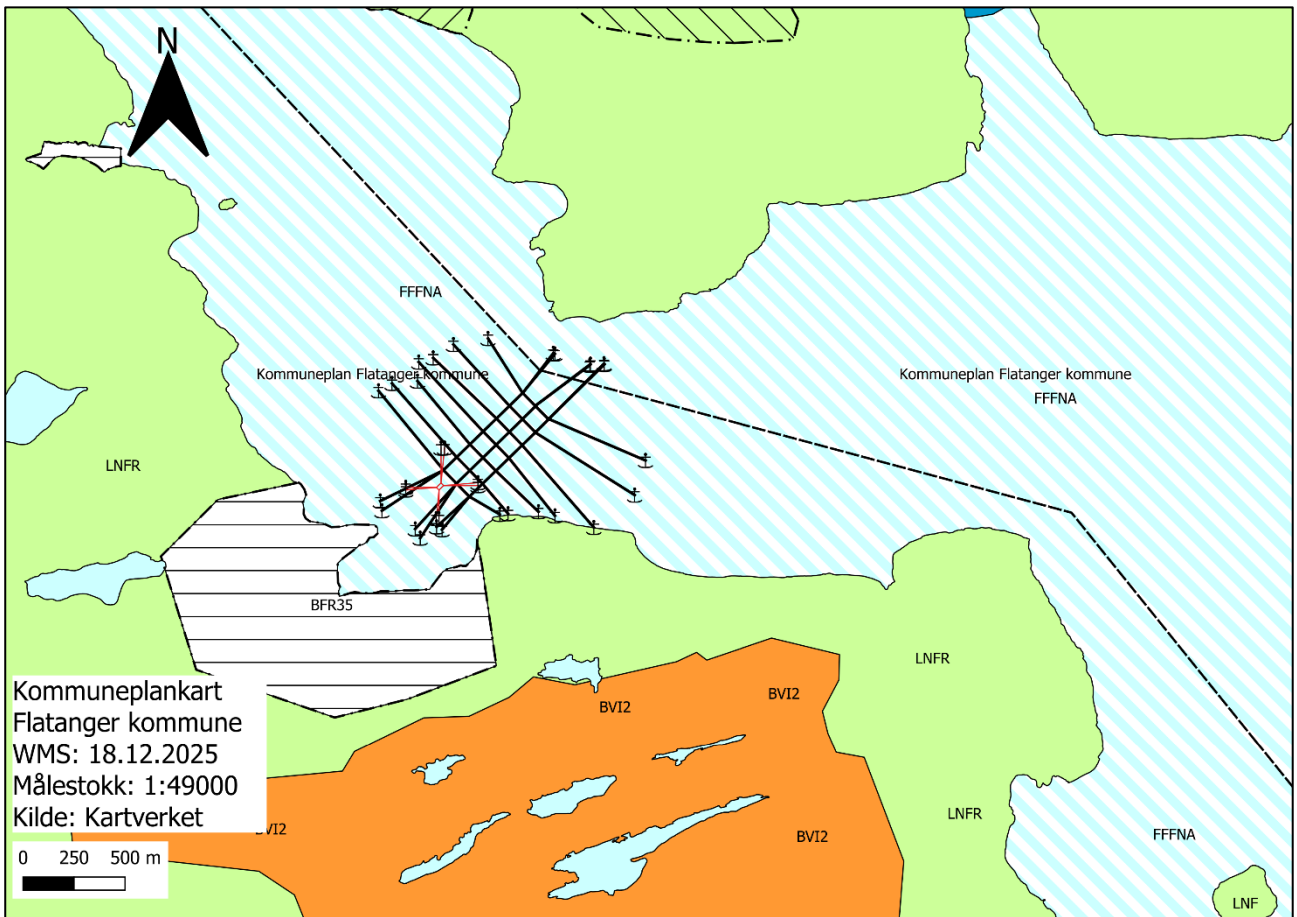 N
FFFNA
Kommuneplan Flatanger kommune
Kommuneplan Flatanger kommune
FFFNA
LNFR
BFR35
LNFR
BVI2
BVI2
Kommuneplankart
Flatanger kommune
WMS: 18.12.2025
Målestokk: 1:49000
Kilde: Kartverket
BVI2
BVI2
LNFR
FFFNA
0 250 500 m
LNF